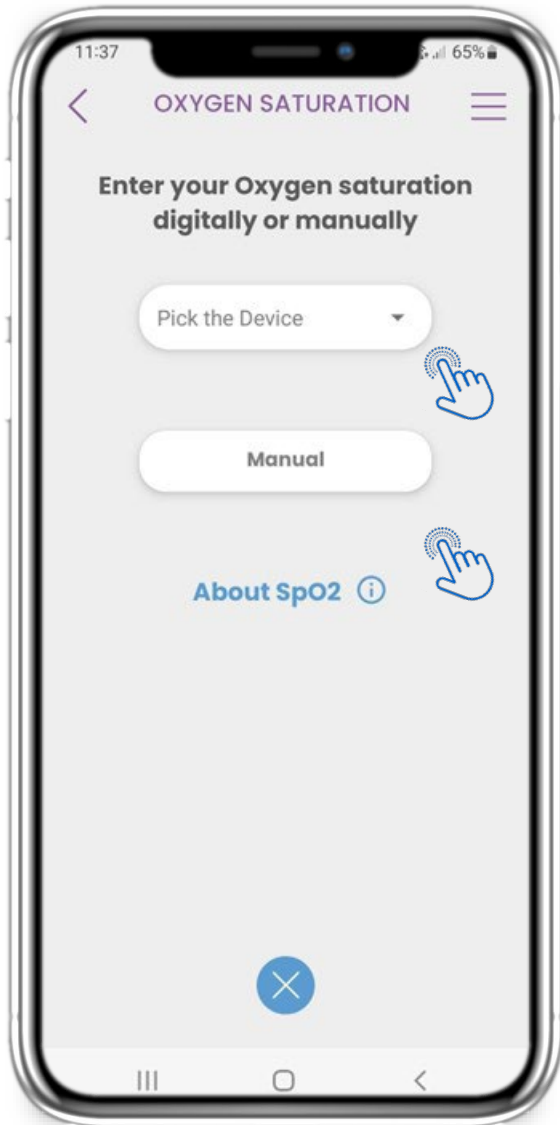 11:37
65%
OXYGEN SATURATION
Enter your Oxygen saturation
digitally or manually
Pick the Device
Manual
About SpO2